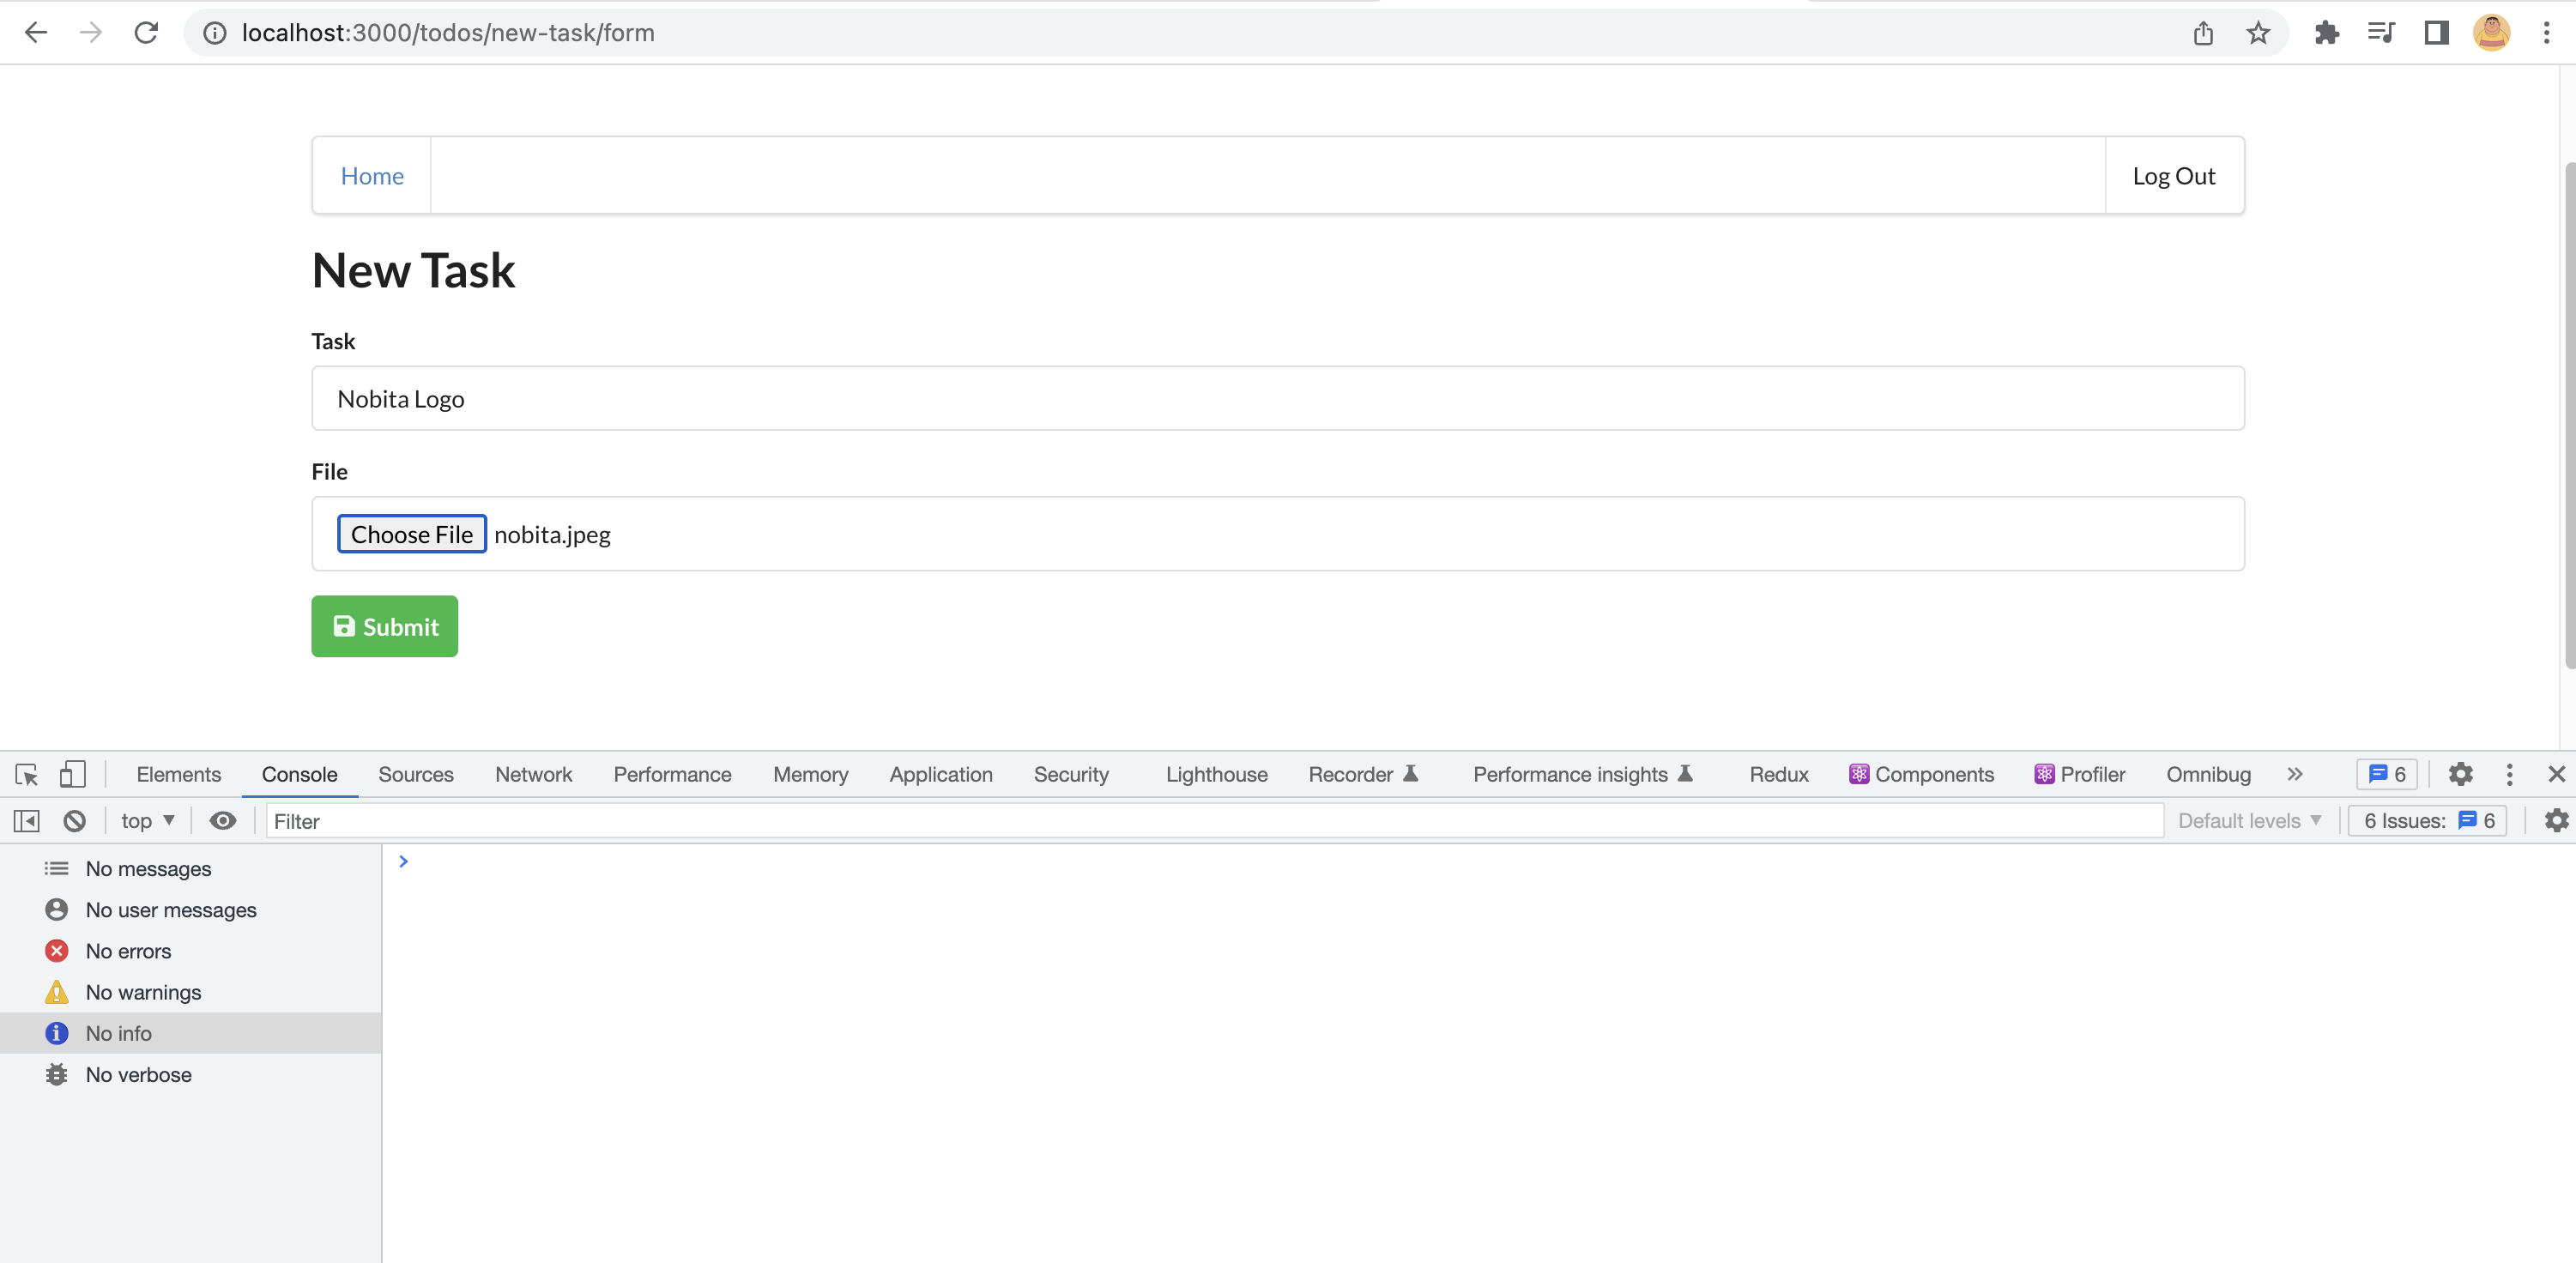 localhost:3000/todos/new-task/form
Home
Log Out
New Task
Task
Nobita Logo
File
Choose File nobita.jpeg
Submit
Elements Console Sources Network Performance Memory Application Security Lighthouse Recorder Performance insights Redux Components Profiler Omnibug » 6
top Filter Default levels 6 Issues: 6
No messages
No user messages
No errors
No warnings
No info
No verbose